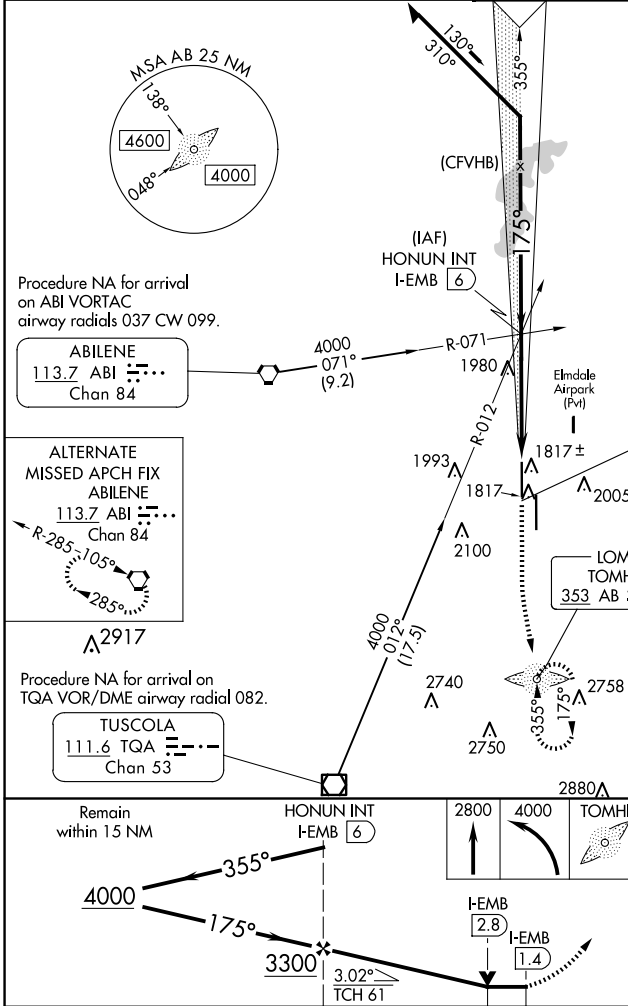 MSA AB 25 NM
138°
4600
4000
048°
130°
310°
355°
(CFVHB)
x
175°
(IAF)
HONUN INT
I-EMB 6
Procedure NA for arrival
on ABI VORTAC
airway radials 037 CW 099.
ABILENE
113.7 ABI
Chan 84
4000
071°
(9.2)
R-071
1980
Elmdale
Airpark
(Pvt)
R-012
1993
1817 ±
1817
2005
2100
ALTERNATE
MISSED APCH FIX
ABILENE
113.7 ABI
Chan 84
R-285
105°
285°
LOM
TOMH
353 AB
2917
4000
012°
(17.5)
Procedure NA for arrival on
TQA VOR/DME airway radial 082.
TUSCOLA
111.6 TQA
Chan 53
2740
2758
355°
175°
2750
2880
Remain
within 15 NM
HONUN INT
I-EMB 6
2800
4000
TOMH
355°
4000
175°
3300
3.02°
TCH 61
I-EMB
2.8
I-EMB
1.4